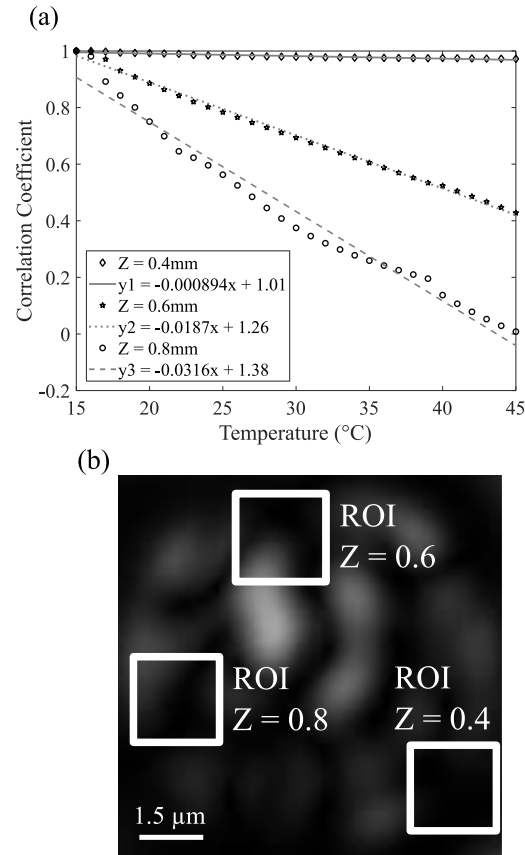 (a)
1
0.8
0.6
0.4
0.2
0
-0.2
Correlation Coefficient
Z = 0.4mm
y1 = -0.000894x + 1.01
Z = 0.6mm
y2 = -0.0187x + 1.26
Z = 0.8mm
y3 = -0.0316x + 1.38
15 20 25 30 35 40 45
Temperature (°C)
(b)
ROI
Z = 0.6
ROI
Z = 0.8
ROI
Z = 0.4
1.5 µm